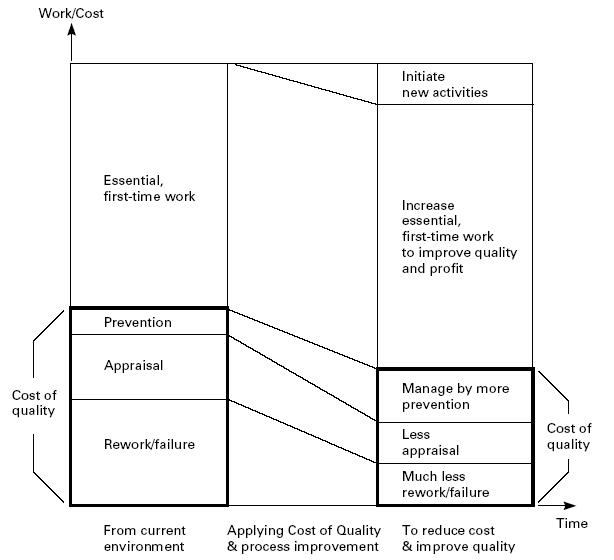 Work/Cost
Initiate
new activities
Essential,
first-time work
Increase
essential,
first-time work
to improve quality
and profit
Prevention
Appraisal
Cost of
quality
Rework/failure
Manage by more
prevention
Less
appraisal
Much less
rework/failure
Cost of
quality
Time
From current
environment
Applying Cost of Quality
& process improvement
To reduce cost
& improve quality